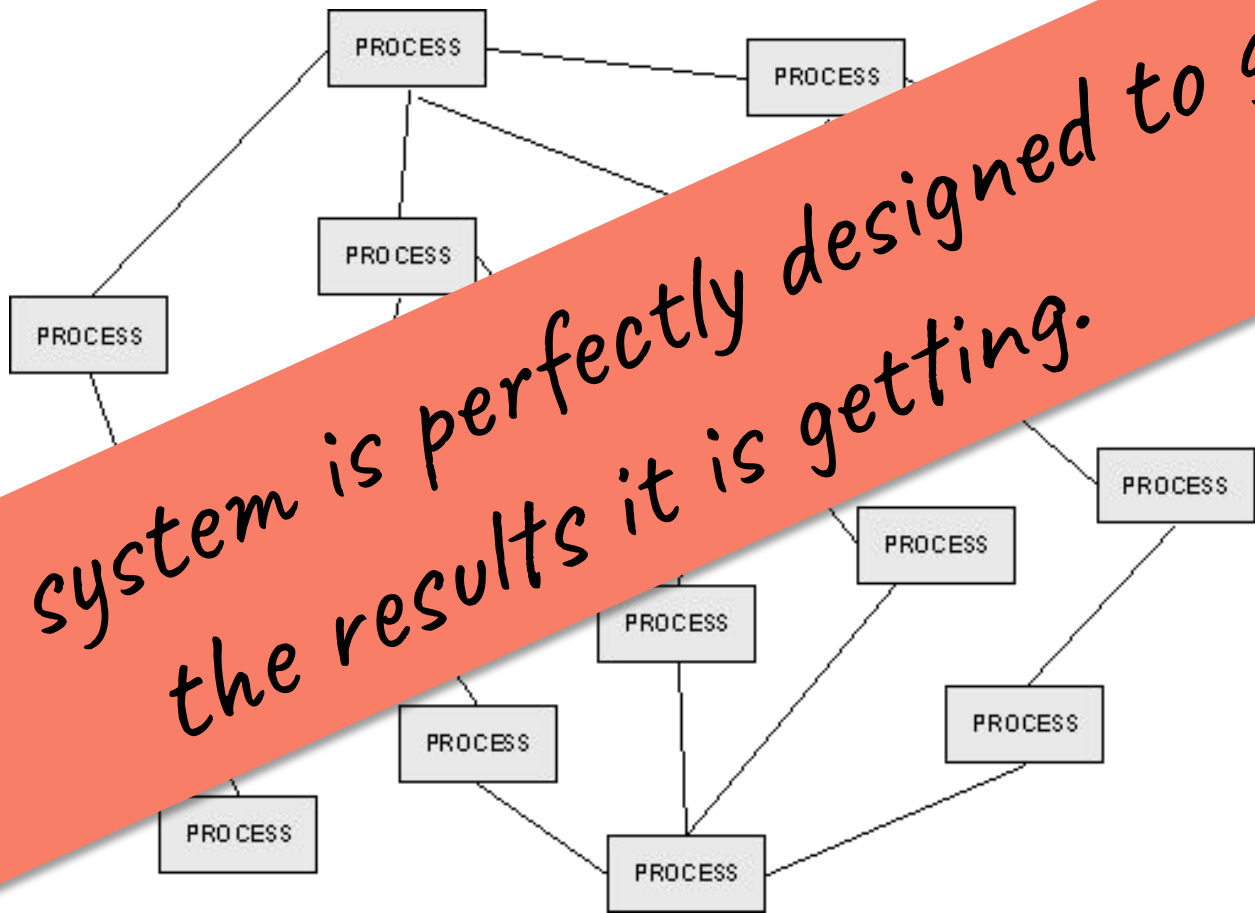 PROCESS
PROCESS
PROCESS
PROCESS
system is perfectly designed to
the results it is getting.
PROCESS
PROCESS
PROCESS
PROCESS
PROCESS
PROCESS
PROCESS